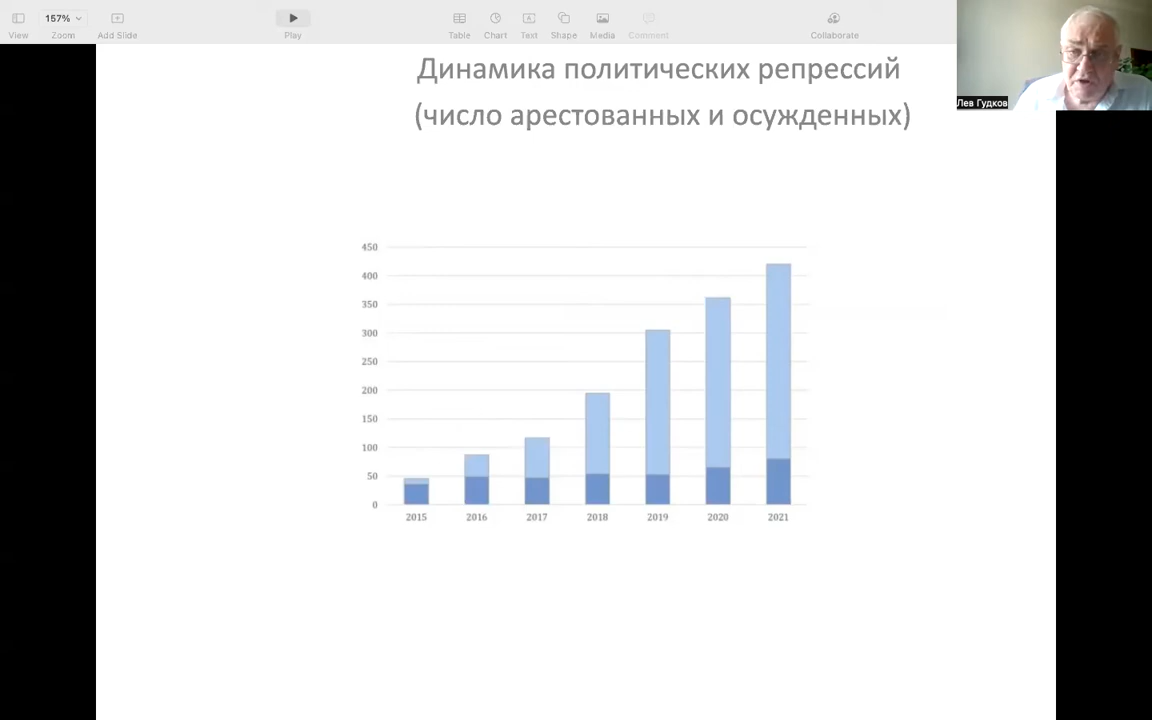 157%
View
Zoom
Add Slide
Play
Table
Chart
Text
Shape
Media
Comment
Collaborate
Лев Гудков
Динамика политических репрессий
(число арестованных и осужденных)
450
400
350
300
250
200
150
100
50
0
2015 2016 2017 2018 2019 2020 2021